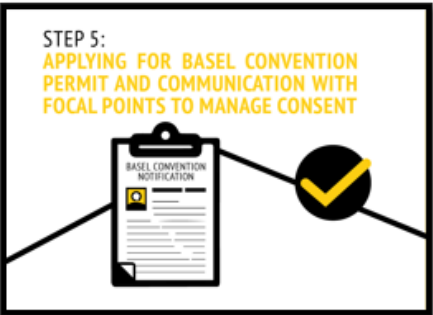 STEP 5:
APPLYING FOR BASEL CONVENTION
PERMIT AND COMMUNICATION WITH
FOCAL POINTS TO MANAGE CONSENT
BASEL CONVENTION
NOTIFICATION